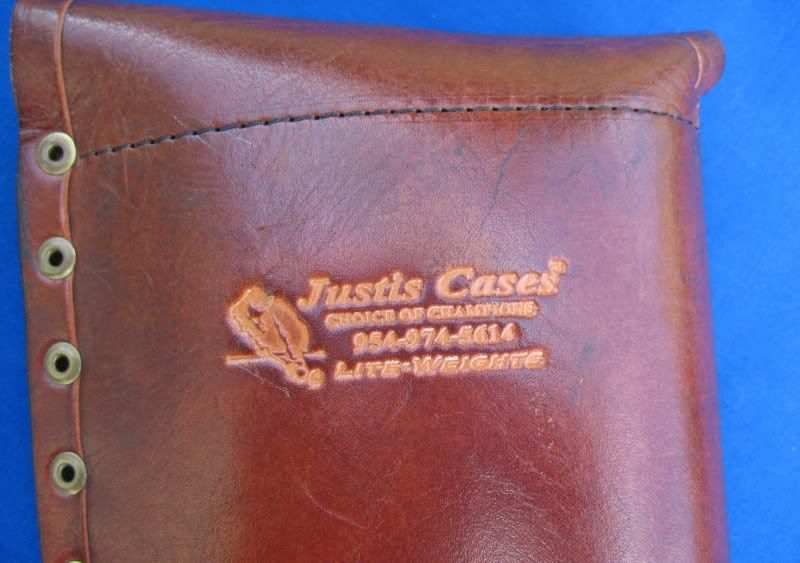 Justis Cases
CHOICE OF CHAMPIONS
954-974-5614
LITE-WEIGHTS